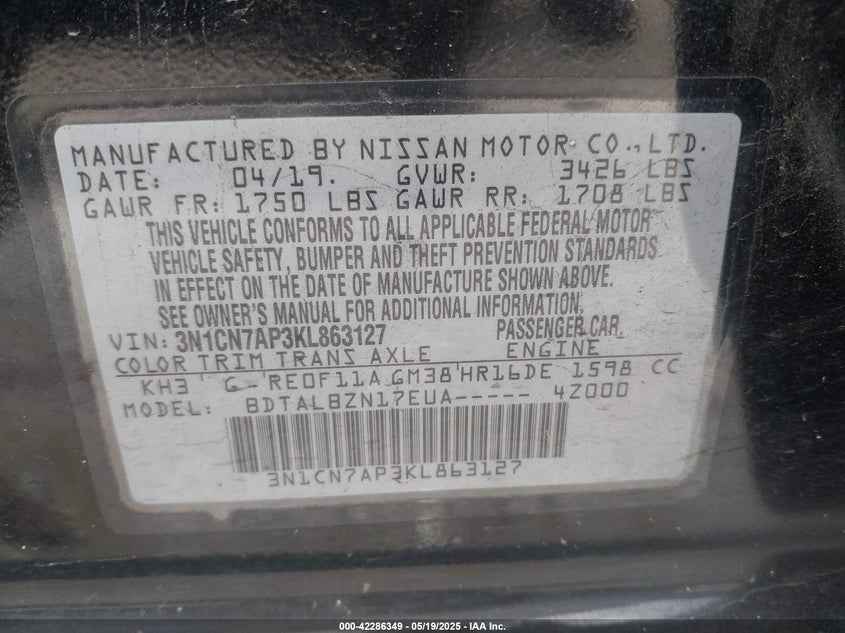 MANUFACTURED BY NISSAN MOTOR CO., LTD.
DATE: 04/19. GVWR: 3426 LBS
GAWR FR: 1750 LBS GAWR RR: 1708 LBS
THIS VEHICLE CONFORMS TO ALL APPLICABLE FEDERAL MOTOR
VEHICLE SAFETY, BUMPER AND THEFT PREVENTION STANDARDS
IN EFFECT ON THE DATE OF MANUFACTURE SHOWN ABOVE.
SEE OWNER'S MANUAL FOR ADDITIONAL INFORMATION.
VIN: 3N1CN7AP3KL863127 PASSENGER CAR
COLOR TRIM TRANS AXLE ENGINE
KH3 G RE0F11A GM38 HR16DE 1598 CC
MODEL: BDTALBZN17EUA----- 4Z000
3N1CN7AP3KL863127
000-42286349 | 05/19/2025 - IAA Inc.